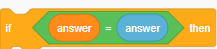 if answer = answer then